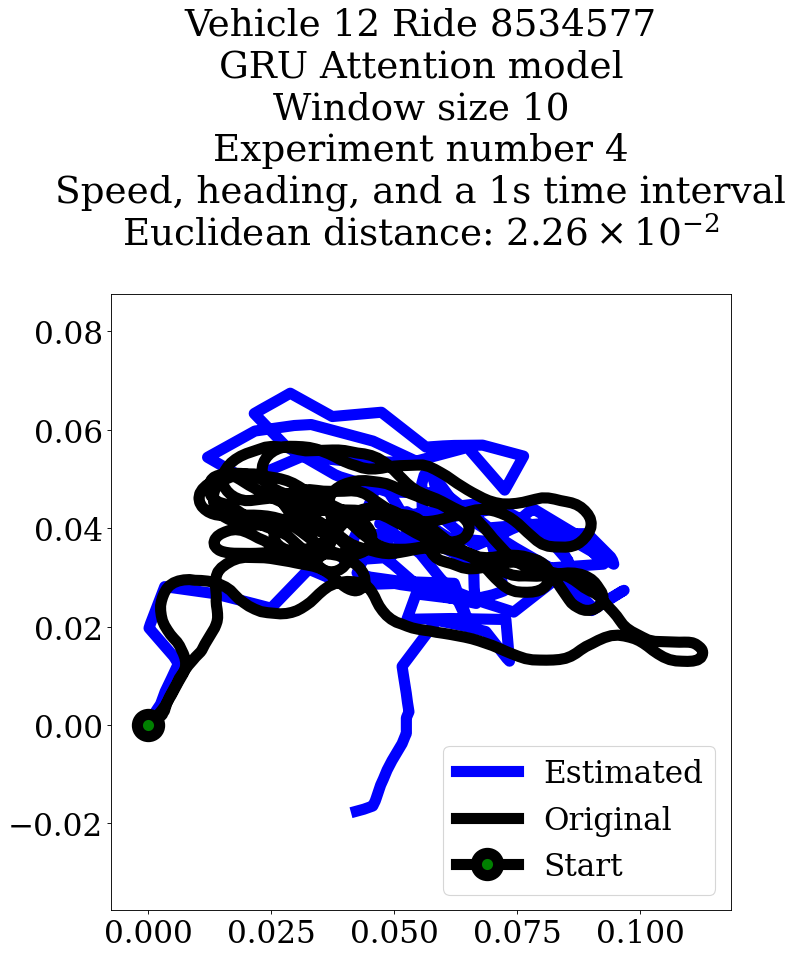 Vehicle 12 Ride 8534577
GRU Attention model
Window size 10
Experiment number 4
Speed, heading, and a 1s time interval
Euclidean distance: 2.26 × 10⁻²
0.08
0.06
0.04
0.02
0.00
−0.02
Estimated
Original
Start
0.000 0.025 0.050 0.075 0.100